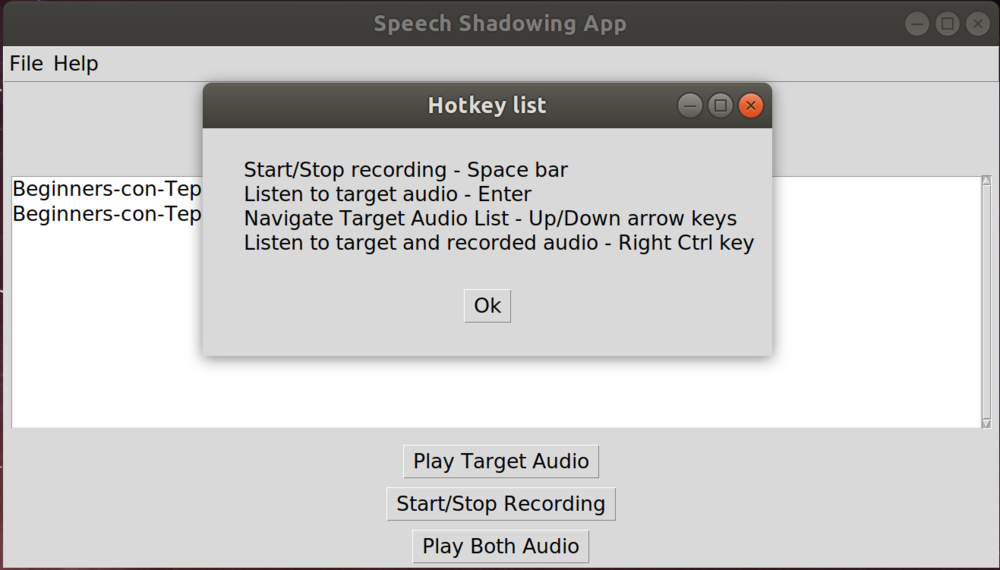 Speech Shadowing App
File Help
Hotkey list
Start/Stop recording - Space bar
Listen to target audio - Enter
Navigate Target Audio List - Up/Down arrow keys
Listen to target and recorded audio - Right Ctrl key
Ok
Beginners-con-Tep
Beginners-con-Tep
Play Target Audio
Start/Stop Recording
Play Both Audio